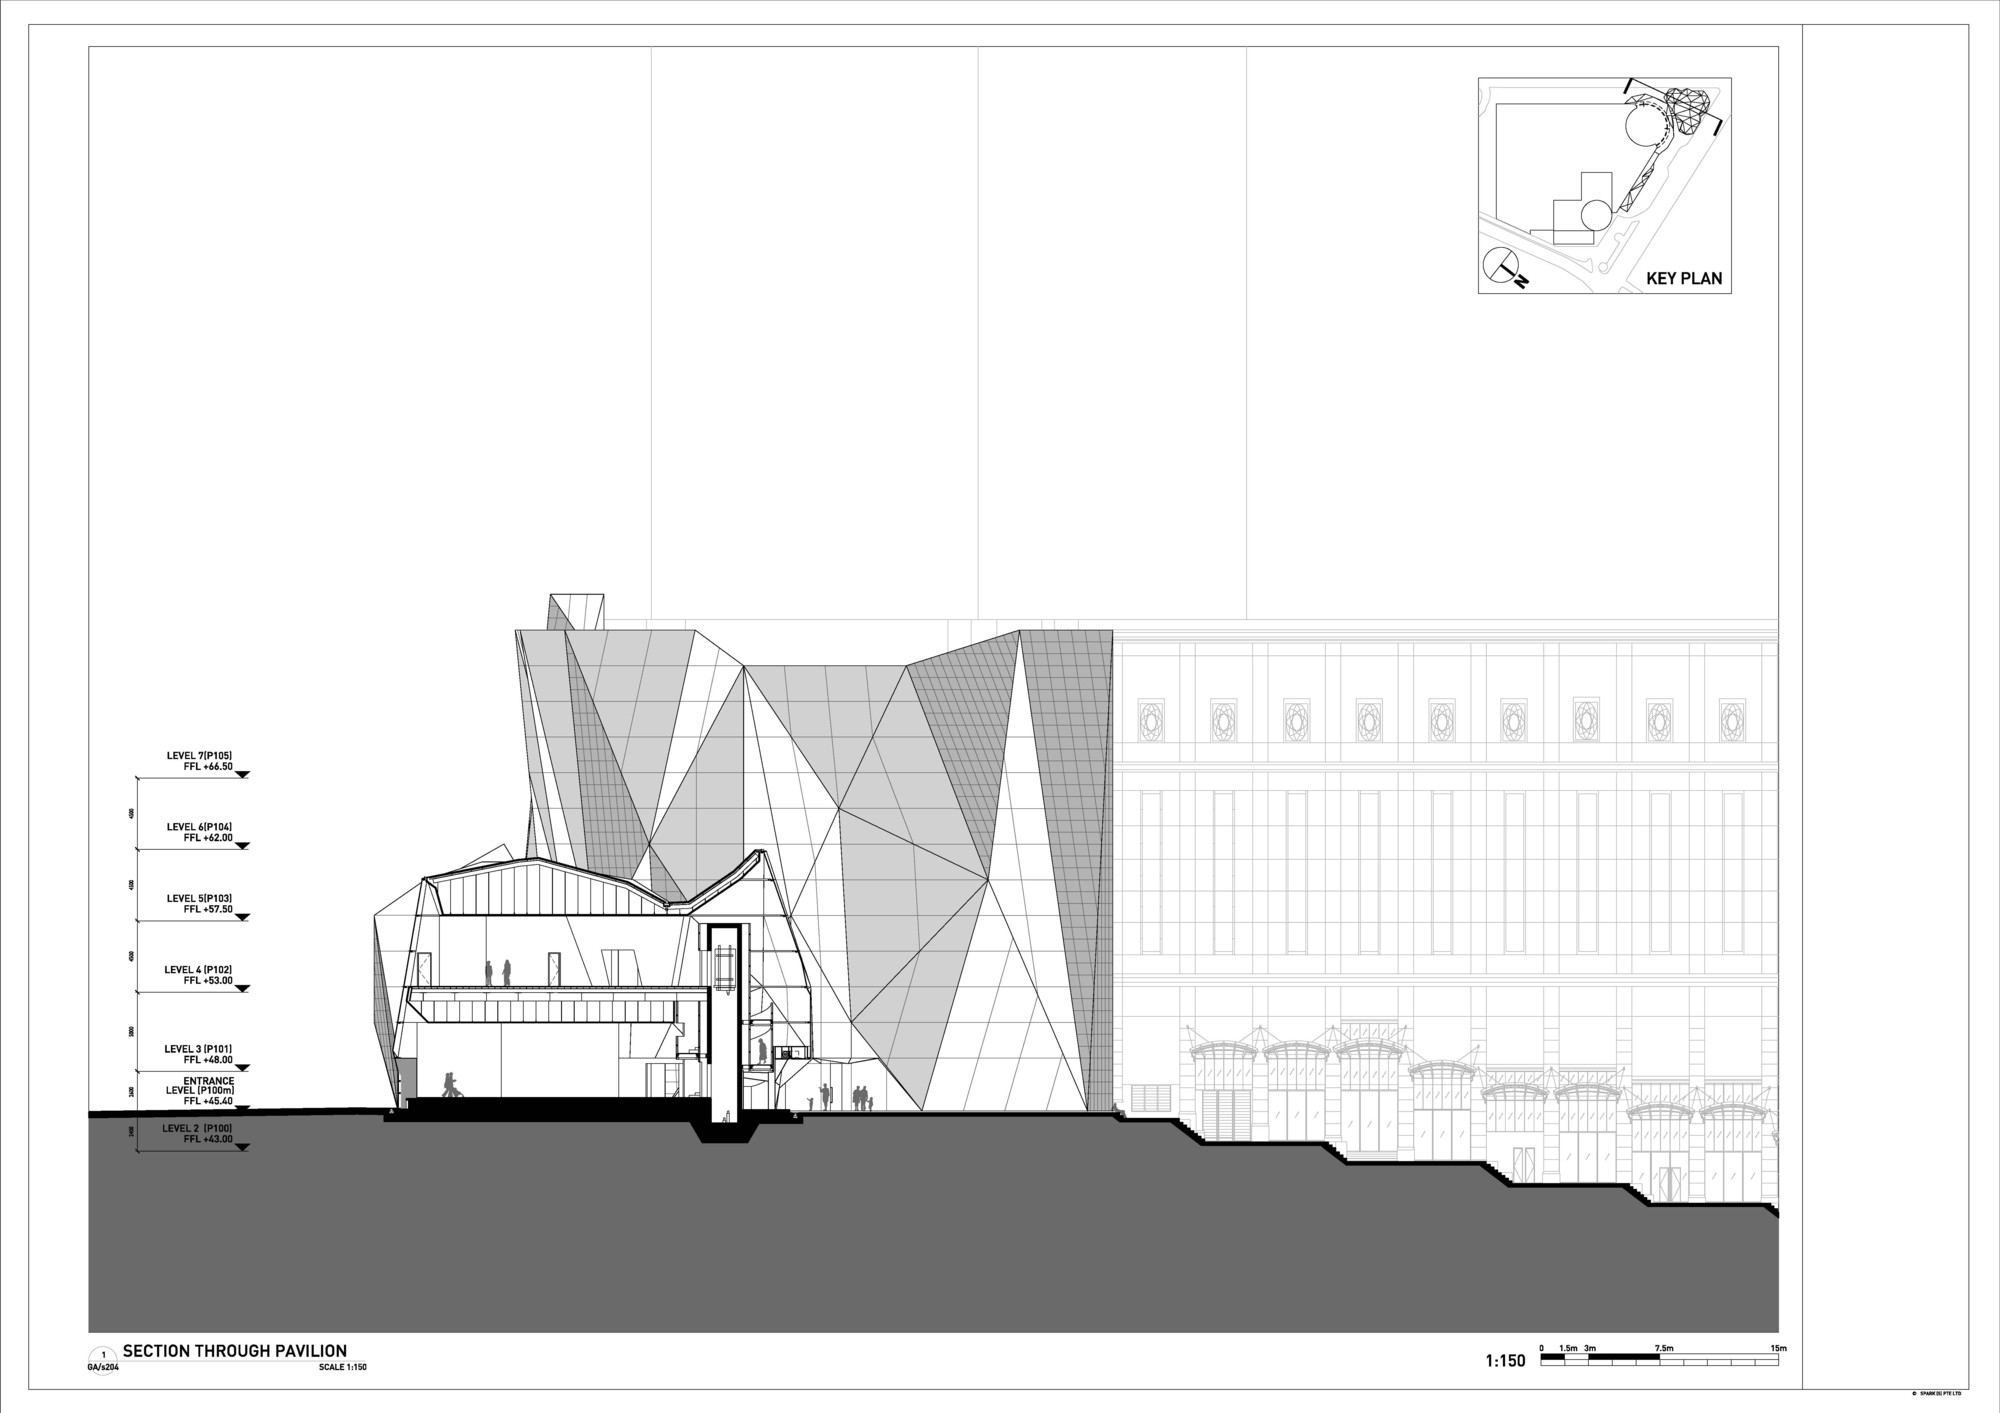 KEY PLAN
N
LEVEL 7(P105)
FFL +66.50
4500
LEVEL 6(P104)
FFL +62.00
4500
LEVEL 5(P103)
FFL +57.50
4500
LEVEL 4 (P102)
FFL +53.00
5000
LEVEL 3 (P101)
FFL +48.00
ENTRANCE
LEVEL (P100m)
FFL +45.40
2600
LEVEL 2 (P100)
FFL +43.00
2400
1
GA/s204
SECTION THROUGH PAVILION
SCALE 1:150
1:150
0 1.5m 3m 7.5m 15m
© SPARK (S) PTE LTD